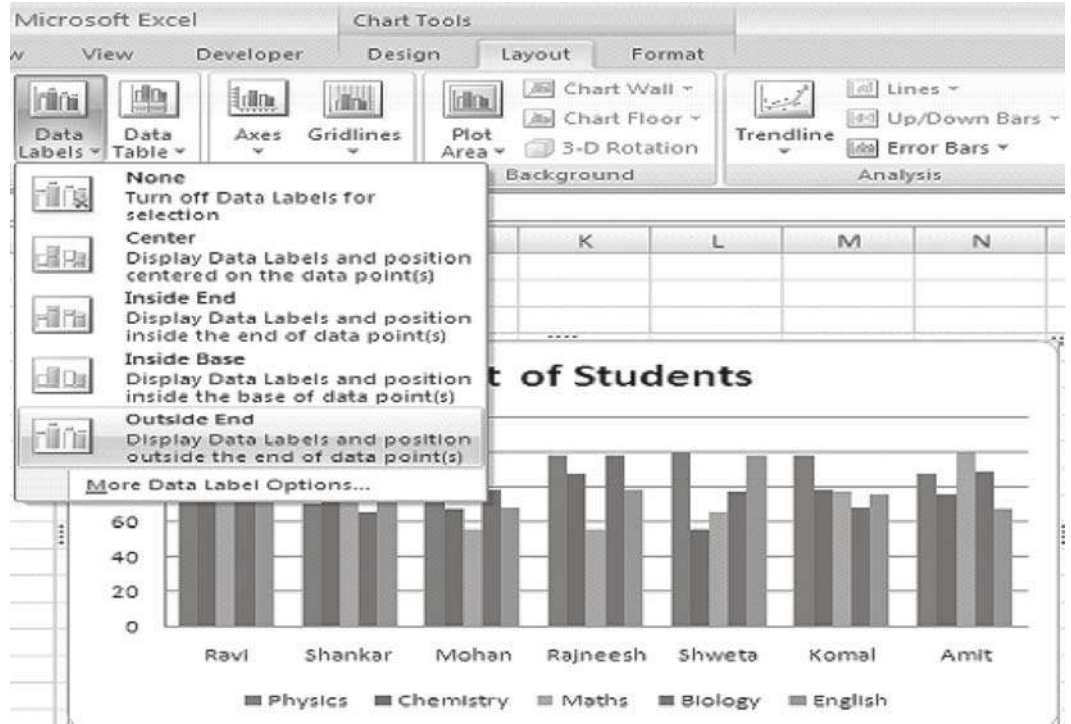 Microsoft Excel
Chart Tools
w View Developer Design Layout Format
Data Labels
Data Table
Axes
Gridlines
Plot Area
Chart Wall
Chart Floor
3-D Rotation
Trendline
Lines
Up/Down Bars
Error Bars
Background
Analysis
None
Turn off Data Labels for
selection
Center
Display Data Labels and position
centered on the data point(s)
Inside End
Display Data Labels and position
inside the end of data point(s)
Inside Base
Display Data Labels and position
inside the base of data point(s)
Outside End
Display Data Labels and position
outside the end of data point(s)
More Data Label Options...
K L M N
t of Students
60
40
20
0
Ravi Shankar Mohan Rajneesh Shweta Komal Amit
Physics Chemistry Maths Biology English